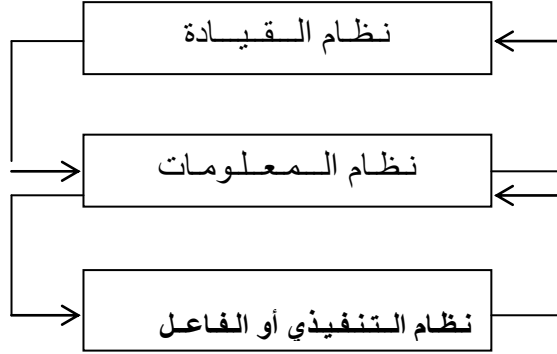 نظام القيادة
نظام المعلومات
نظام التنفيذي أو الفاعل